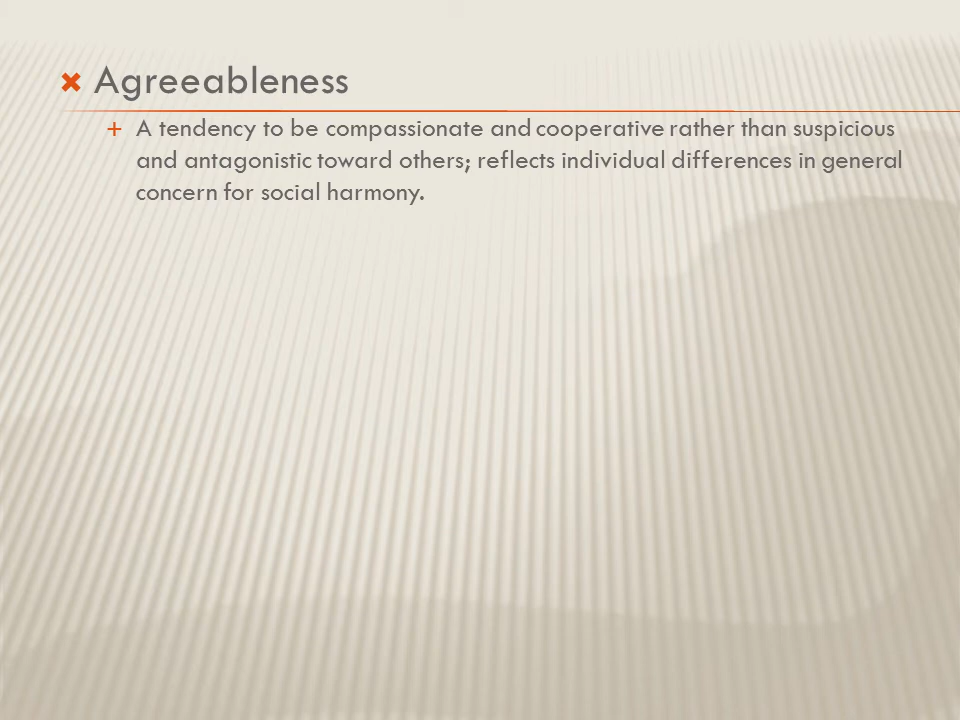 Agreeableness
A tendency to be compassionate and cooperative rather than suspicious
and antagonistic toward others; reflects individual differences in general
concern for social harmony.